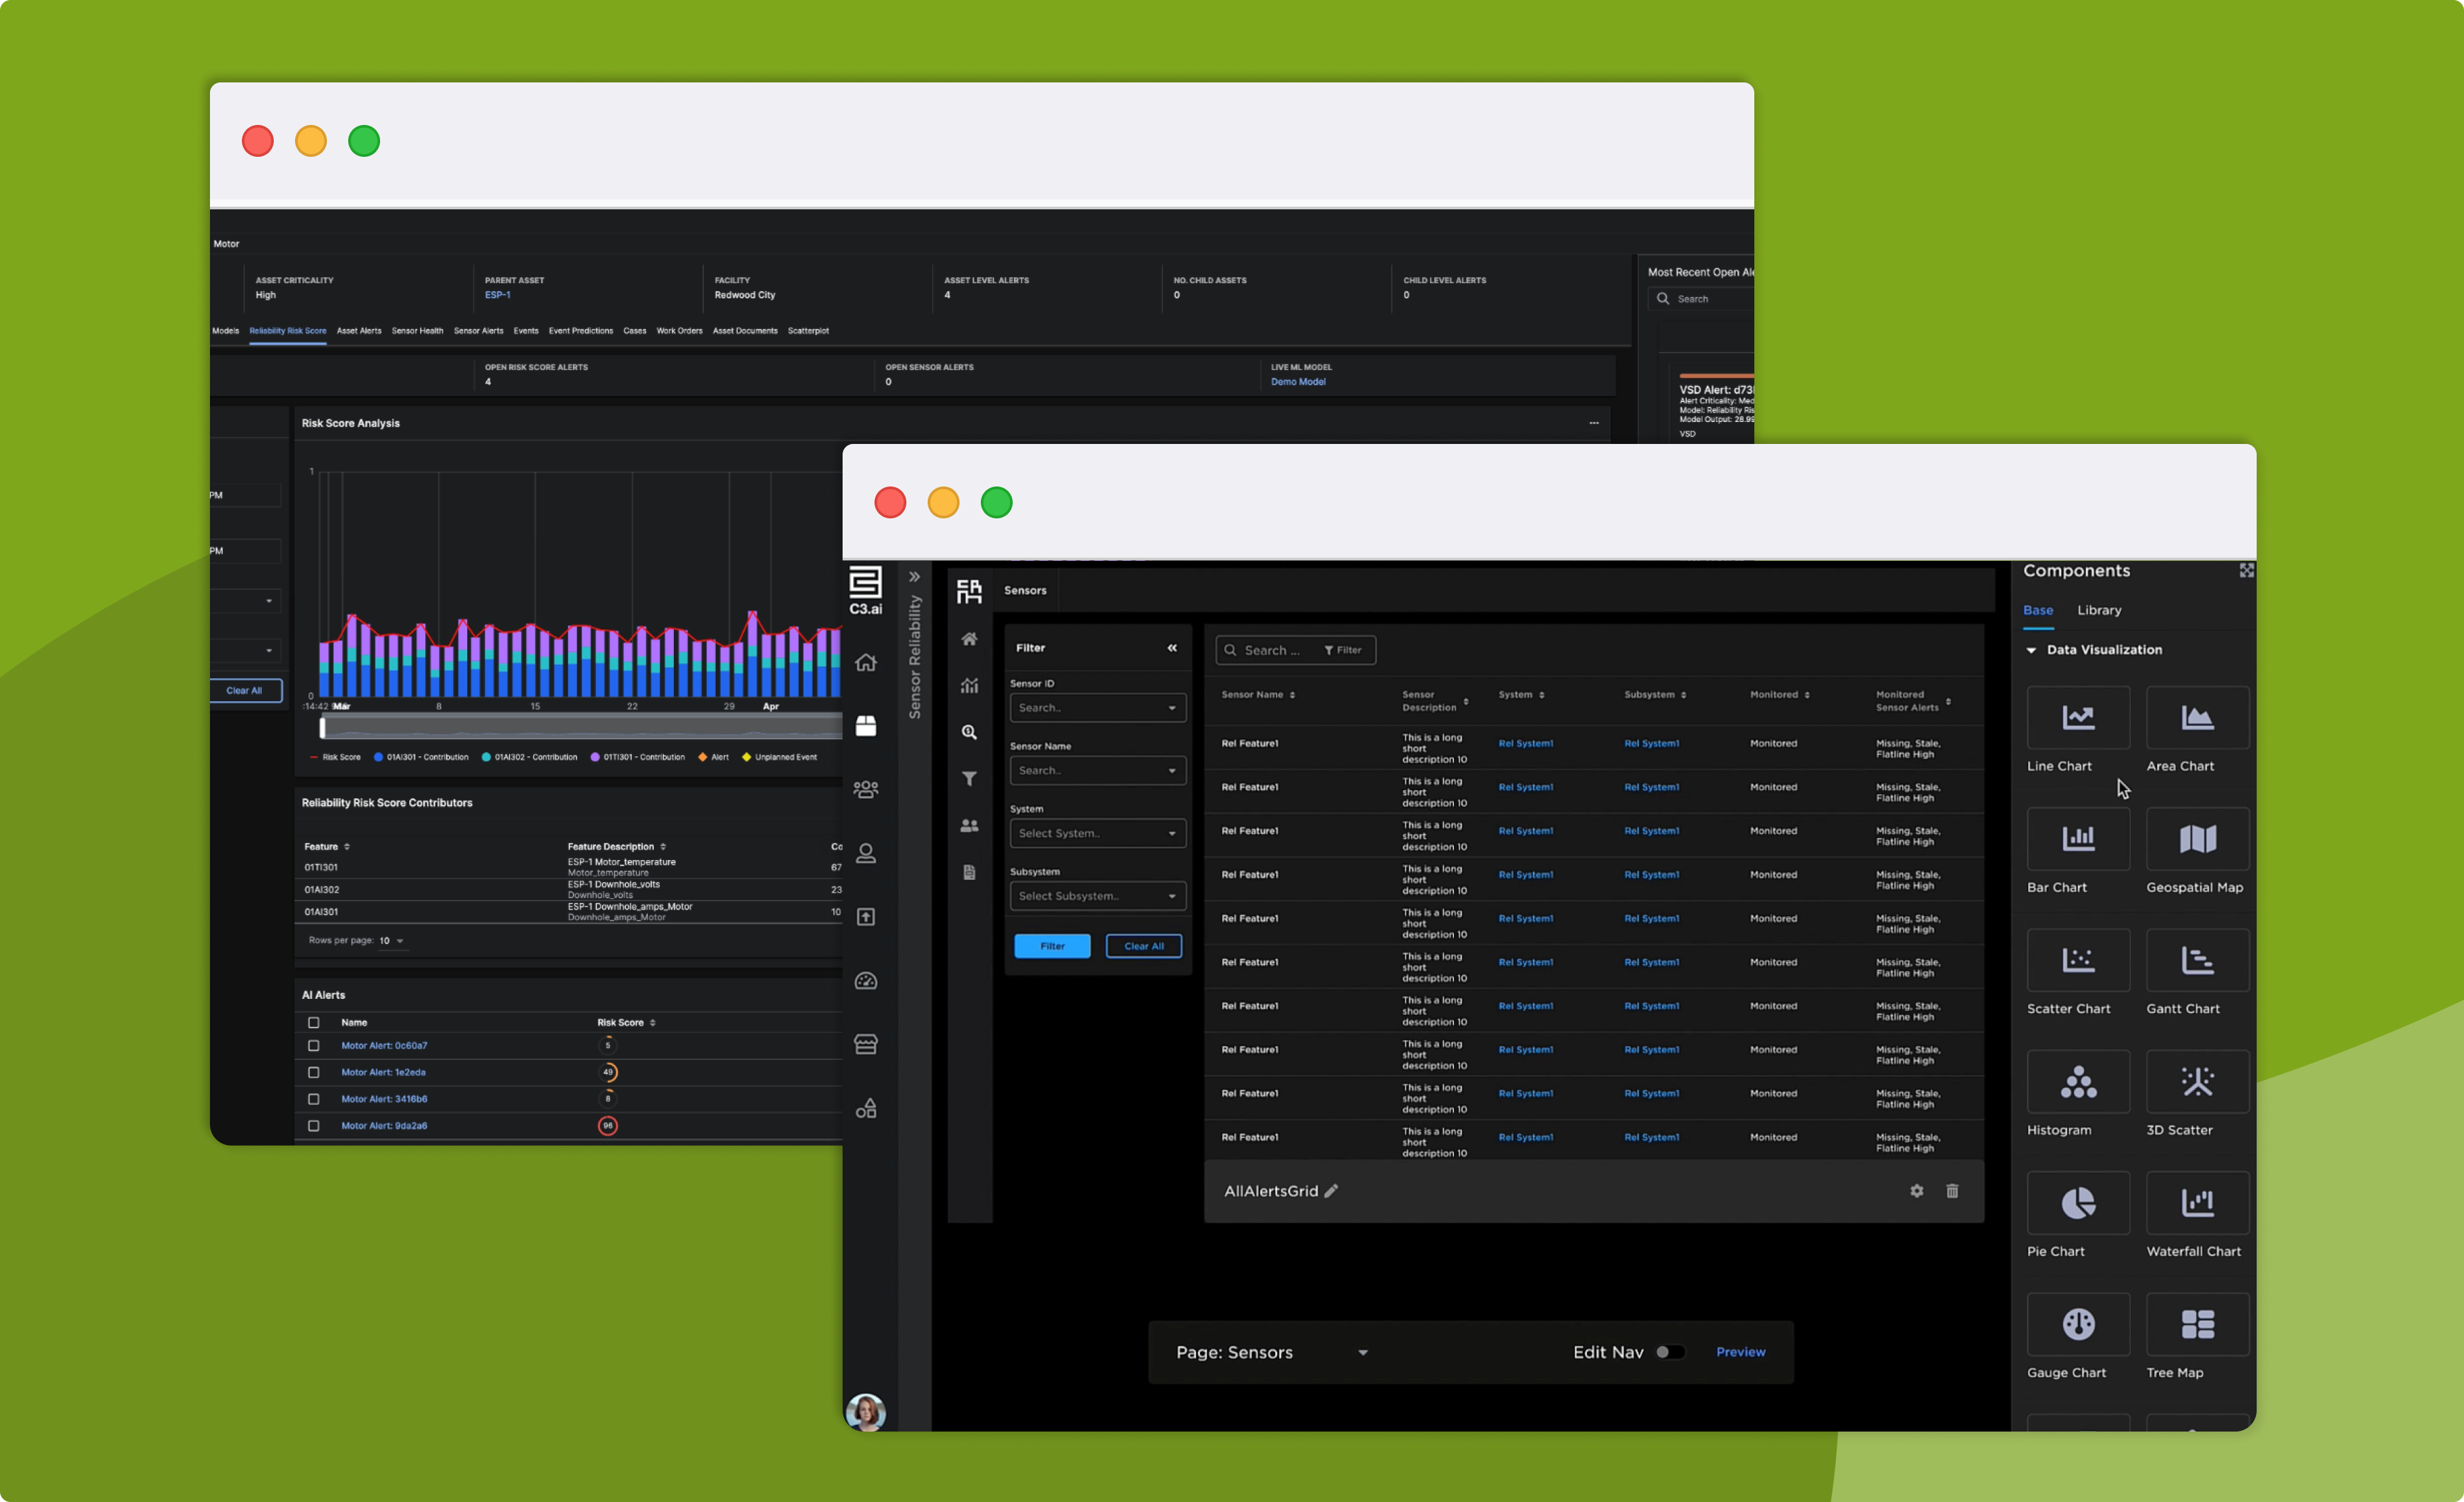 Motor
ASSET CRITICALITY
High
PARENT ASSET
ESP-1
FACILITY
Redwood City
ASSET LEVEL ALERTS
4
NO. CHILD ASSETS
0
CHILD LEVEL ALERTS
0
Models Reliability Risk Score Asset Alerts Sensor Health Sensor Alerts Events Event Predictions Cases Work Orders Asset Documents Scatterplot
OPEN RISK SCORE ALERTS
4
OPEN SENSOR ALERTS
0
LIVE ML MODEL
Demo Model
Most Recent Open Ale
Search
VSD Alert: d73
Alert Criticality: Med
Model: Reliability Ris
Model Output: 28.99
VSD
PM
PM
Clear All
Risk Score Analysis
1
0
:14:42 Mar 8 15 22 29 Apr
Risk Score 01AI301 - Contribution 01AI302 - Contribution 01TI301 - Contribution Alert Unplanned Event
Reliability Risk Score Contributors
Feature Feature Description Co
01TI301 ESP-1 Motor_temperature 67
Motor_temperature
01AI302 ESP-1 Downhole_volts 23
Downhole_volts
01AI301 ESP-1 Downhole_amps_Motor 10
Downhole_amps_Motor
Rows per page: 10
AI Alerts
Name Risk Score
Motor Alert: 0c60a7 5
Motor Alert: 1e2eda 49
Motor Alert: 3416b6 8
Motor Alert: 9da2a6 96
C3.ai
Sensor Reliability
Sensors
Filter
Sensor ID
Search..
Sensor Name
Search..
System
Select System..
Subsystem
Select Subsystem..
Filter Clear All
Search ... Filter
Sensor Name Sensor Description System Subsystem Monitored Monitored Sensor Alerts
Rel Feature1 This is a long short description 10 Rel System1 Rel System1 Monitored Missing, Stale, Flatline High
Rel Feature1 This is a long short description 10 Rel System1 Rel System1 Monitored Missing, Stale, Flatline High
Rel Feature1 This is a long short description 10 Rel System1 Rel System1 Monitored Missing, Stale, Flatline High
Rel Feature1 This is a long short description 10 Rel System1 Rel System1 Monitored Missing, Stale, Flatline High
Rel Feature1 This is a long short description 10 Rel System1 Rel System1 Monitored Missing, Stale, Flatline High
Rel Feature1 This is a long short description 10 Rel System1 Rel System1 Monitored Missing, Stale, Flatline High
Rel Feature1 This is a long short description 10 Rel System1 Rel System1 Monitored Missing, Stale, Flatline High
Rel Feature1 This is a long short description 10 Rel System1 Rel System1 Monitored Missing, Stale, Flatline High
Rel Feature1 This is a long short description 10 Rel System1 Rel System1 Monitored Missing, Stale, Flatline High
Rel Feature1 This is a long short description 10 Rel System1 Rel System1 Monitored Missing, Stale, Flatline High
AllAlertsGrid
Page: Sensors
Edit Nav
Preview
Components
Base Library
Data Visualization
Line Chart Area Chart
Bar Chart Geospatial Map
Scatter Chart Gantt Chart
Histogram 3D Scatter
Pie Chart Waterfall Chart
Gauge Chart Tree Map